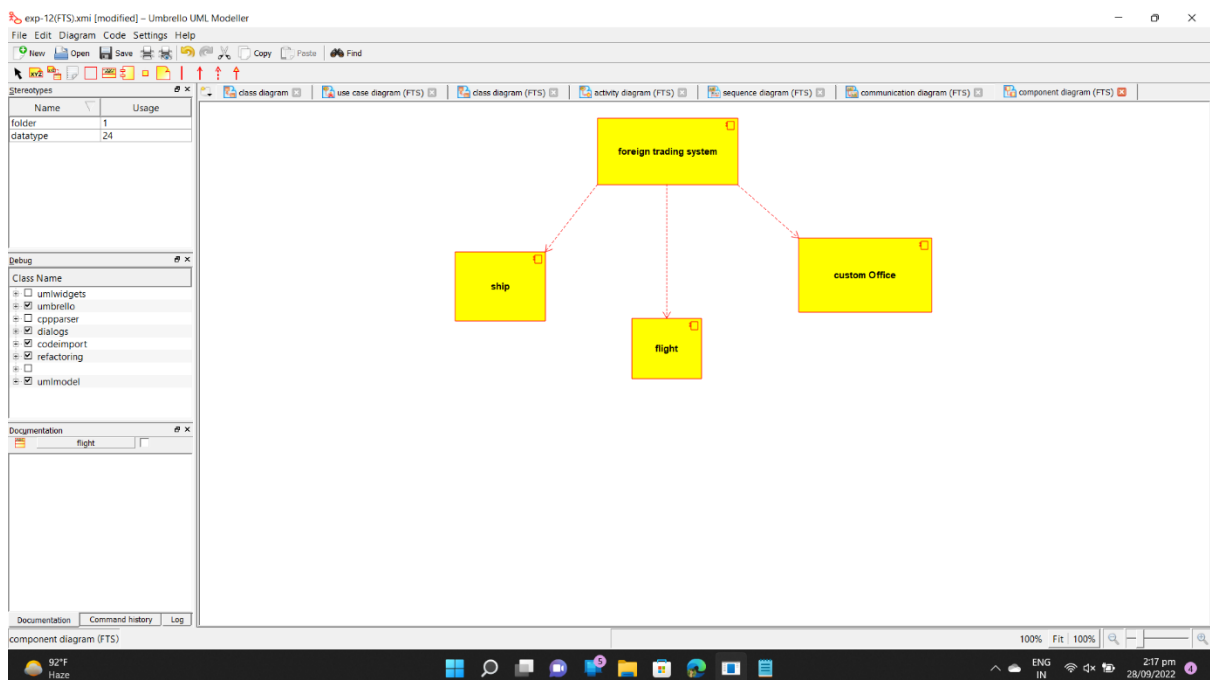 exp-12(FTS).xmi [modified] – Umbrello UML Modeller
File Edit Diagram Code Settings Help
New Open Save Copy Paste Find
Stereotypes
class diagram use case diagram (FTS) class diagram (FTS) activity diagram (FTS) sequence diagram (FTS) communication diagram (FTS) component diagram (FTS)
Name Usage
folder 1
datatype 24
foreign trading system
ship
custom Office
flight
Debug
Class Name
umlwidgets
umbrello
cppparser
dialogs
codeimport
refactoring
umlmodel
Documentation
flight
Documentation Command history Log
component diagram (FTS)
100% Fit 100%
92°F
Haze
5
ENG
IN
2:17 pm
28/09/2022
4